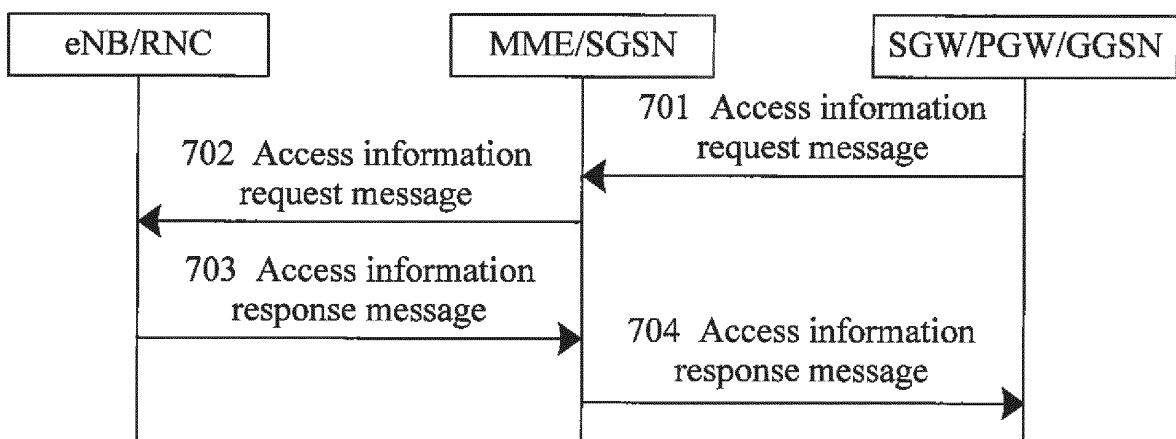 eNB/RNC
MME/SGSN
SGW/PGW/GGSN
701 Access information
request message
702 Access information
request message
703 Access information
response message
704 Access information
response message